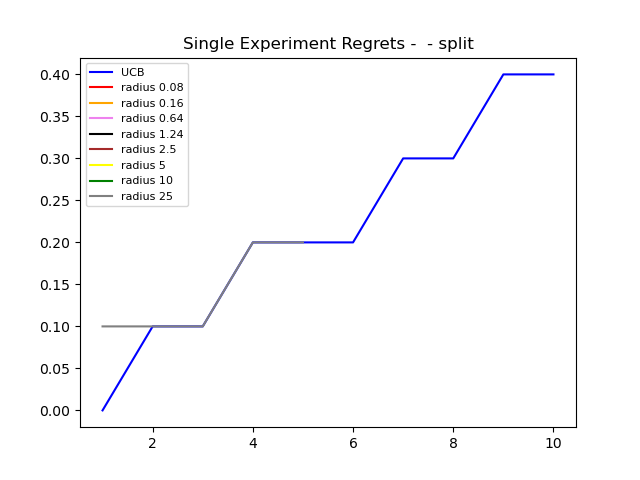 Single Experiment Regrets -  - split
0.40
0.35
0.30
0.25
0.20
0.15
0.10
0.05
0.00
UCB
radius 0.08
radius 0.16
radius 0.64
radius 1.24
radius 2.5
radius 5
radius 10
radius 25
2 4 6 8 10